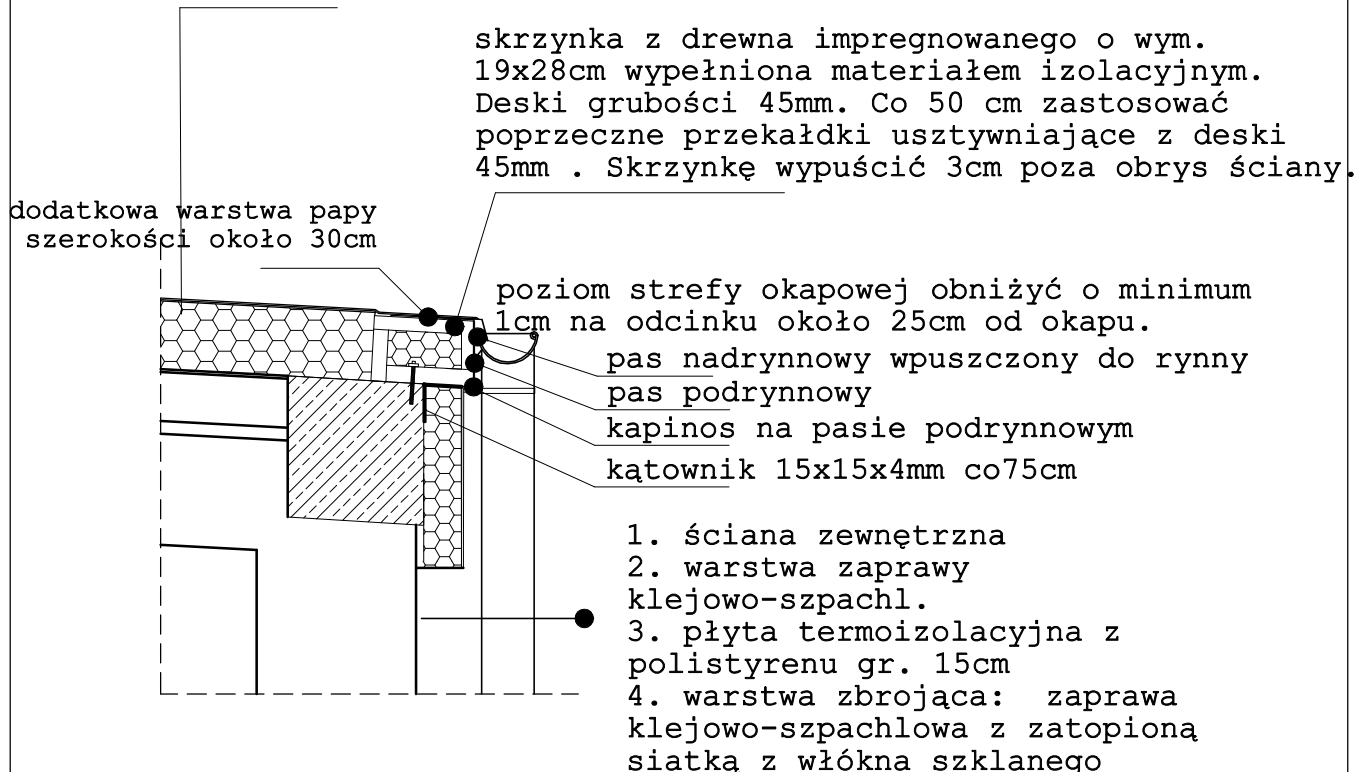 skrzynka z drewna impregnowanego o wym.
19x28cm wypełniona materiałem izolacyjnym.
Deski grubości 45mm. Co 50 cm zastosować
poprzeczne przekałdki usztywniające z deski
45mm . Skrzynkę wypuścić 3cm poza obrys ściany.
dodatkowa warstwa papy
szerokości około 30cm
poziom strefy okapowej obniżyć o minimum
1cm na odcinku około 25cm od okapu.
pas nadrynnowy wpuszczony do rynny
pas podrynnowy
kapinos na pasie podrynnowym
kątownik 15x15x4mm co75cm
1. ściana zewnętrzna
2. warstwa zaprawy
klejowo-szpachl.
3. płyta termoizolacyjna z
polistyrenu gr. 15cm
4. warstwa zbrojąca:  zaprawa
klejowo-szpachlowa z zatopioną
siatką z włókna szklanego